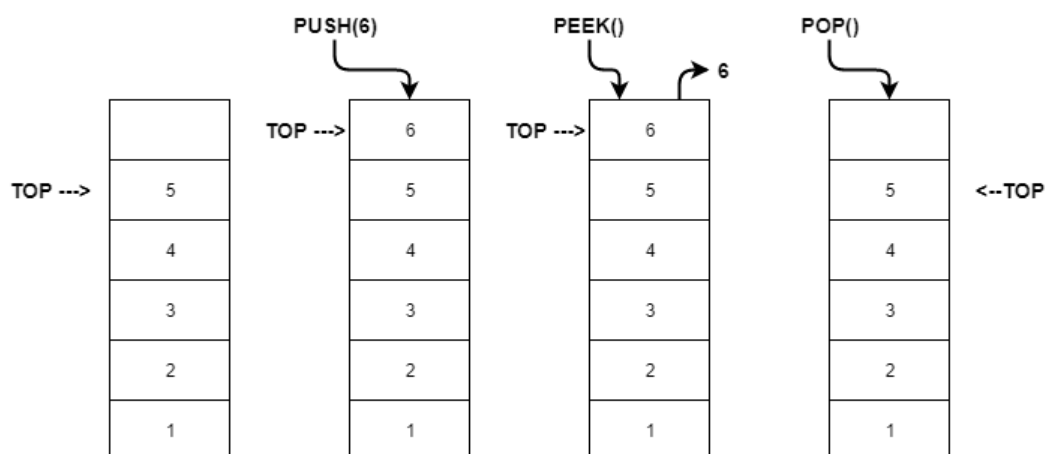 PUSH(6) PEEK() POP()
6
TOP ---> 6 TOP ---> 6
TOP ---> 5 5 5 5 <--TOP
4 4 4 4
3 3 3 3
2 2 2 2
1 1 1 1